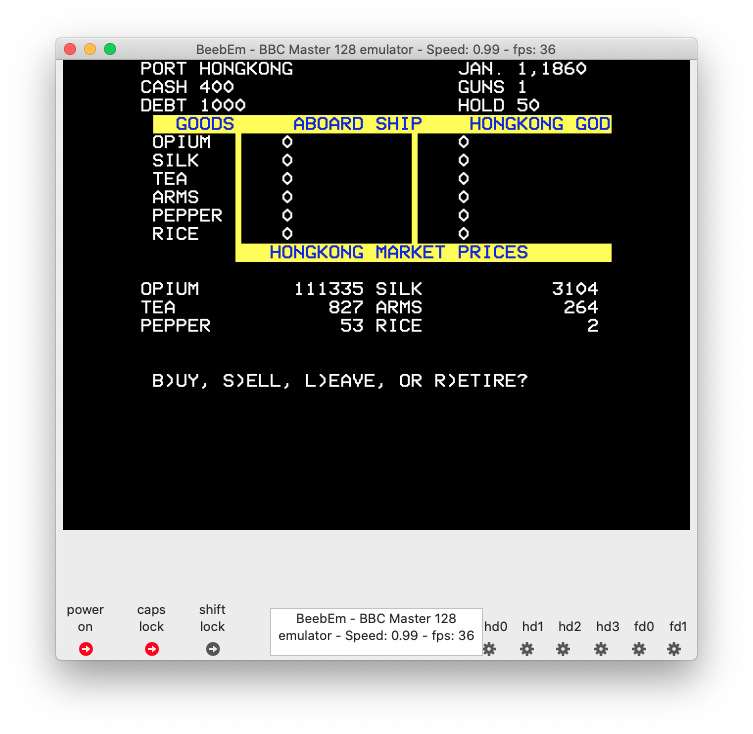 BeebEm - BBC Master 128 emulator - Speed: 0.99 - fps: 36
PORT HONGKONG JAN. 1,1860
CASH 400 GUNS 1
DEBT 1000 HOLD 50
GOODS ABOARD SHIP HONGKONG GOD
OPIUM 0 0
SILK 0 0
TEA 0 0
ARMS 0 0
PEPPER 0 0
RICE 0 0
HONGKONG MARKET PRICES
OPIUM 111335 SILK 3104
TEA 827 ARMS 264
PEPPER 53 RICE 2
B)UY, S)ELL, L)EAVE, OR R)ETIRE?
power on
caps lock
shift lock
BeebEm - BBC Master 128
emulator - Speed: 0.99 - fps: 36
hd0 hd1 hd2 hd3 fd0 fd1